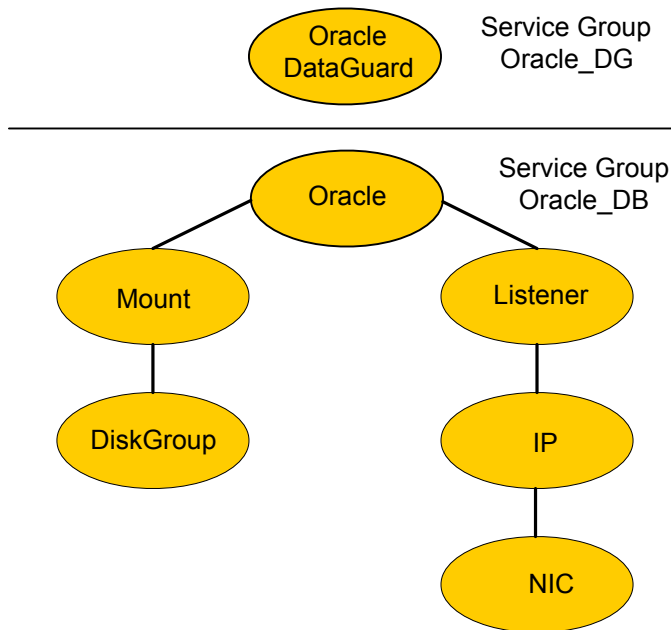 Oracle
DataGuard
Service Group
Oracle_DG
Service Group
Oracle_DB
Oracle
Mount
Listener
DiskGroup
IP
NIC